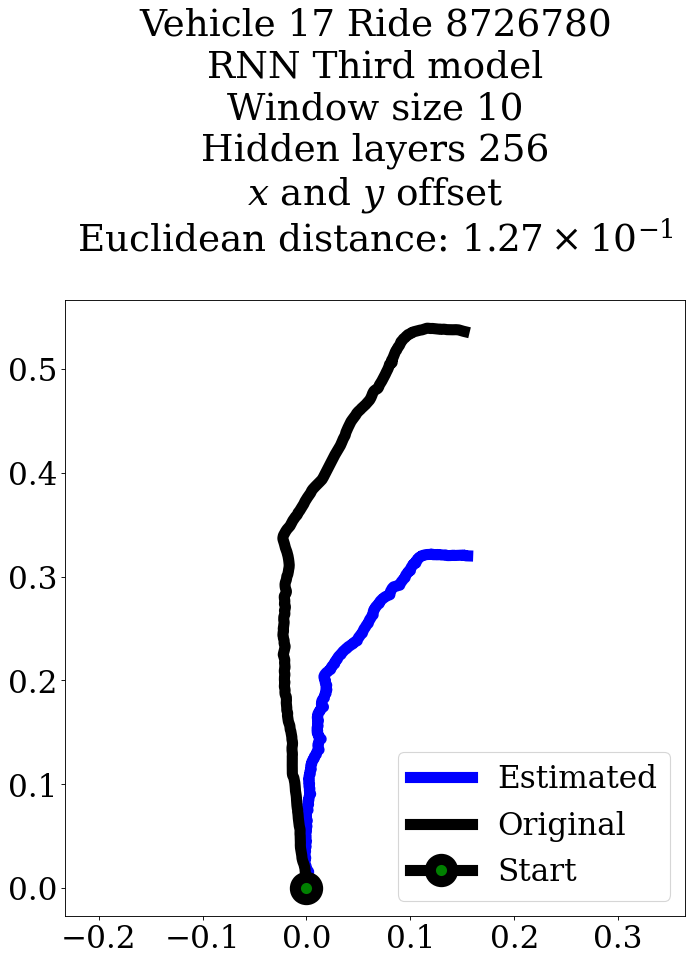 Vehicle 17 Ride 8726780
RNN Third model
Window size 10
Hidden layers 256
x and y offset
Euclidean distance: 1.27 × 10⁻¹
0.5
0.4
0.3
0.2
0.1
0.0
Estimated
Original
Start
−0.2 −0.1 0.0 0.1 0.2 0.3